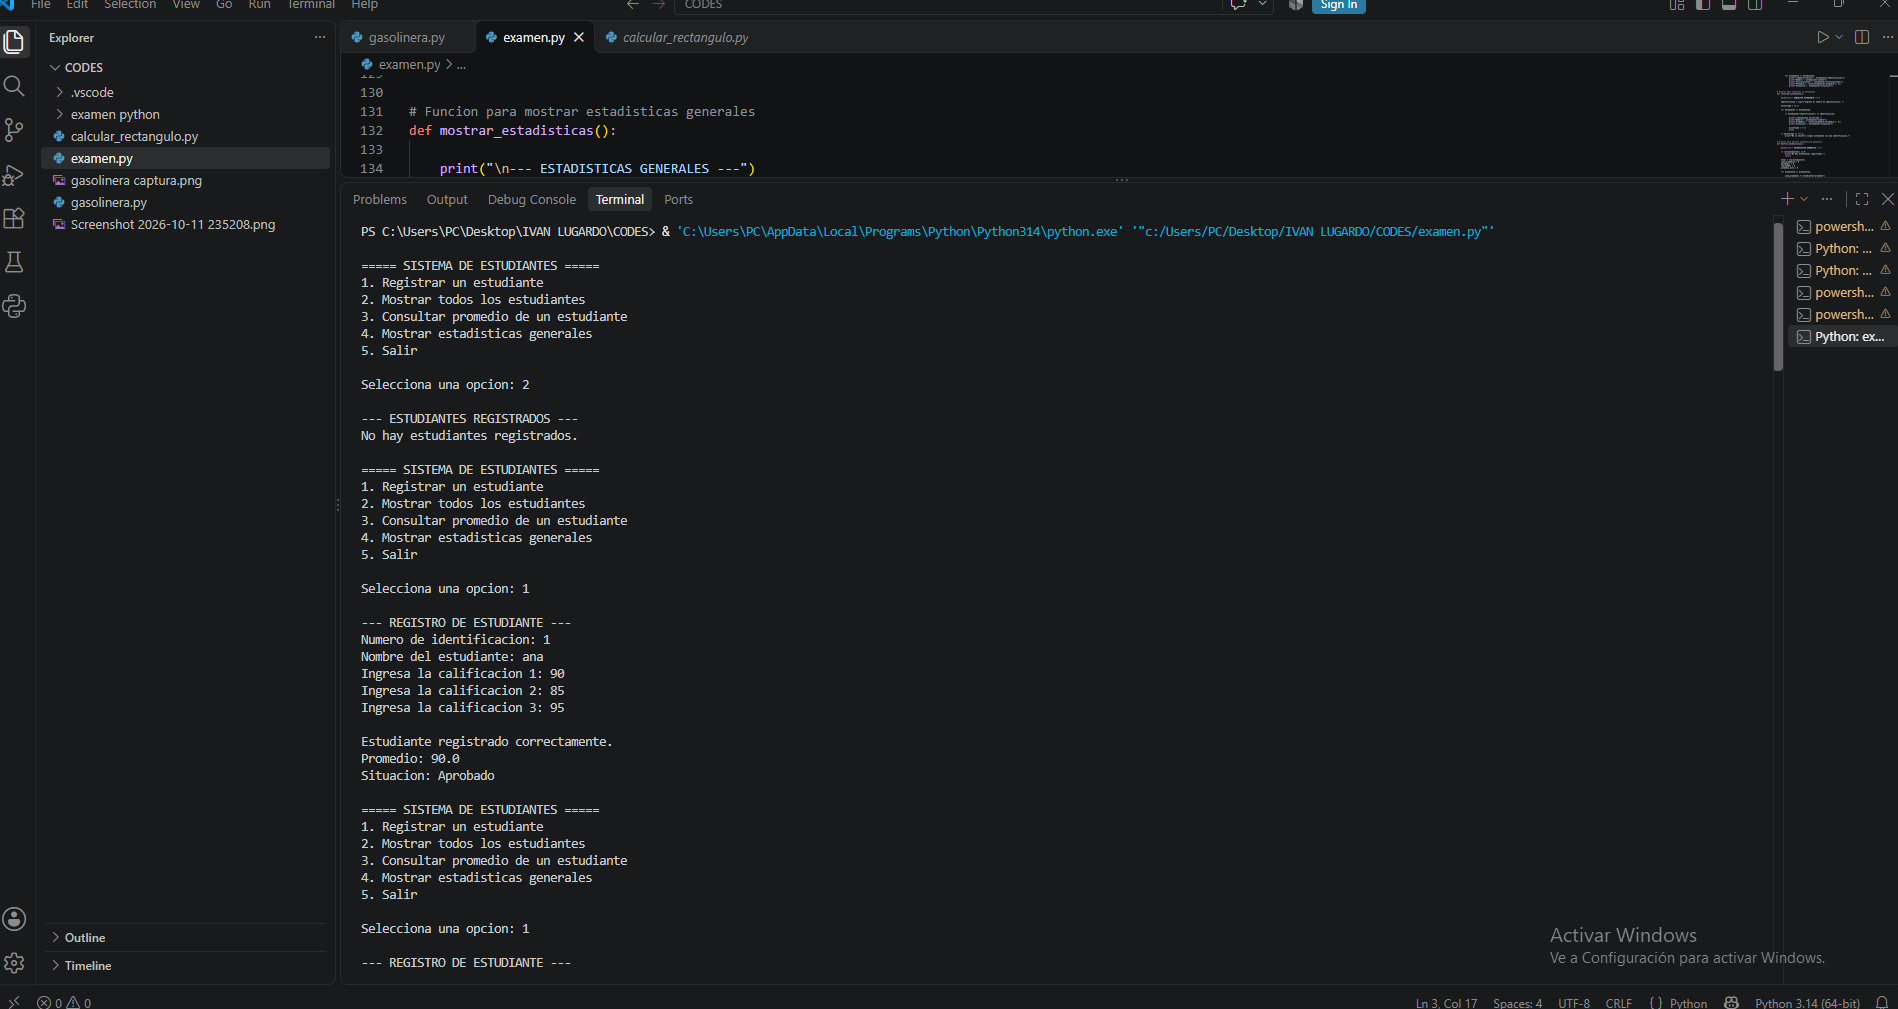 File Edit Selection View Go Run Terminal Help
CODES
Sign In
Explorer
CODES
.vscode
examen python
calcular_rectangulo.py
examen.py
gasolinera captura.png
gasolinera.py
Screenshot 2026-10-11 235208.png
Outline
Timeline
gasolinera.py
examen.py
calcular_rectangulo.py
examen.py > ...
129
130
131 # Funcion para mostrar estadisticas generales
132 def mostrar_estadisticas():
133
134 print("\n--- ESTADISTICAS GENERALES ---")
Problems Output Debug Console Terminal Ports
PS C:\Users\PC\Desktop\IVAN LUGARDO\CODES> & 'C:\Users\PC\AppData\Local\Programs\Python\Python314\python.exe' '"c:/Users/PC/Desktop/IVAN LUGARDO/CODES/examen.py"'
===== SISTEMA DE ESTUDIANTES =====
1. Registrar un estudiante
2. Mostrar todos los estudiantes
3. Consultar promedio de un estudiante
4. Mostrar estadisticas generales
5. Salir
Selecciona una opcion: 2
--- ESTUDIANTES REGISTRADOS ---
No hay estudiantes registrados.
===== SISTEMA DE ESTUDIANTES =====
1. Registrar un estudiante
2. Mostrar todos los estudiantes
3. Consultar promedio de un estudiante
4. Mostrar estadisticas generales
5. Salir
Selecciona una opcion: 1
--- REGISTRO DE ESTUDIANTE ---
Numero de identificacion: 1
Nombre del estudiante: ana
Ingresa la calificacion 1: 90
Ingresa la calificacion 2: 85
Ingresa la calificacion 3: 95
Estudiante registrado correctamente.
Promedio: 90.0
Situacion: Aprobado
===== SISTEMA DE ESTUDIANTES =====
1. Registrar un estudiante
2. Mostrar todos los estudiantes
3. Consultar promedio de un estudiante
4. Mostrar estadisticas generales
5. Salir
Selecciona una opcion: 1
--- REGISTRO DE ESTUDIANTE ---
powersh...
Python: ...
Python: ...
powersh...
powersh...
Python: ex...
Activar Windows
Ve a Configuración para activar Windows.
0 0
Ln 3, Col 17 Spaces: 4 UTF-8 CRLF { } Python Python 3.14 (64-bit)